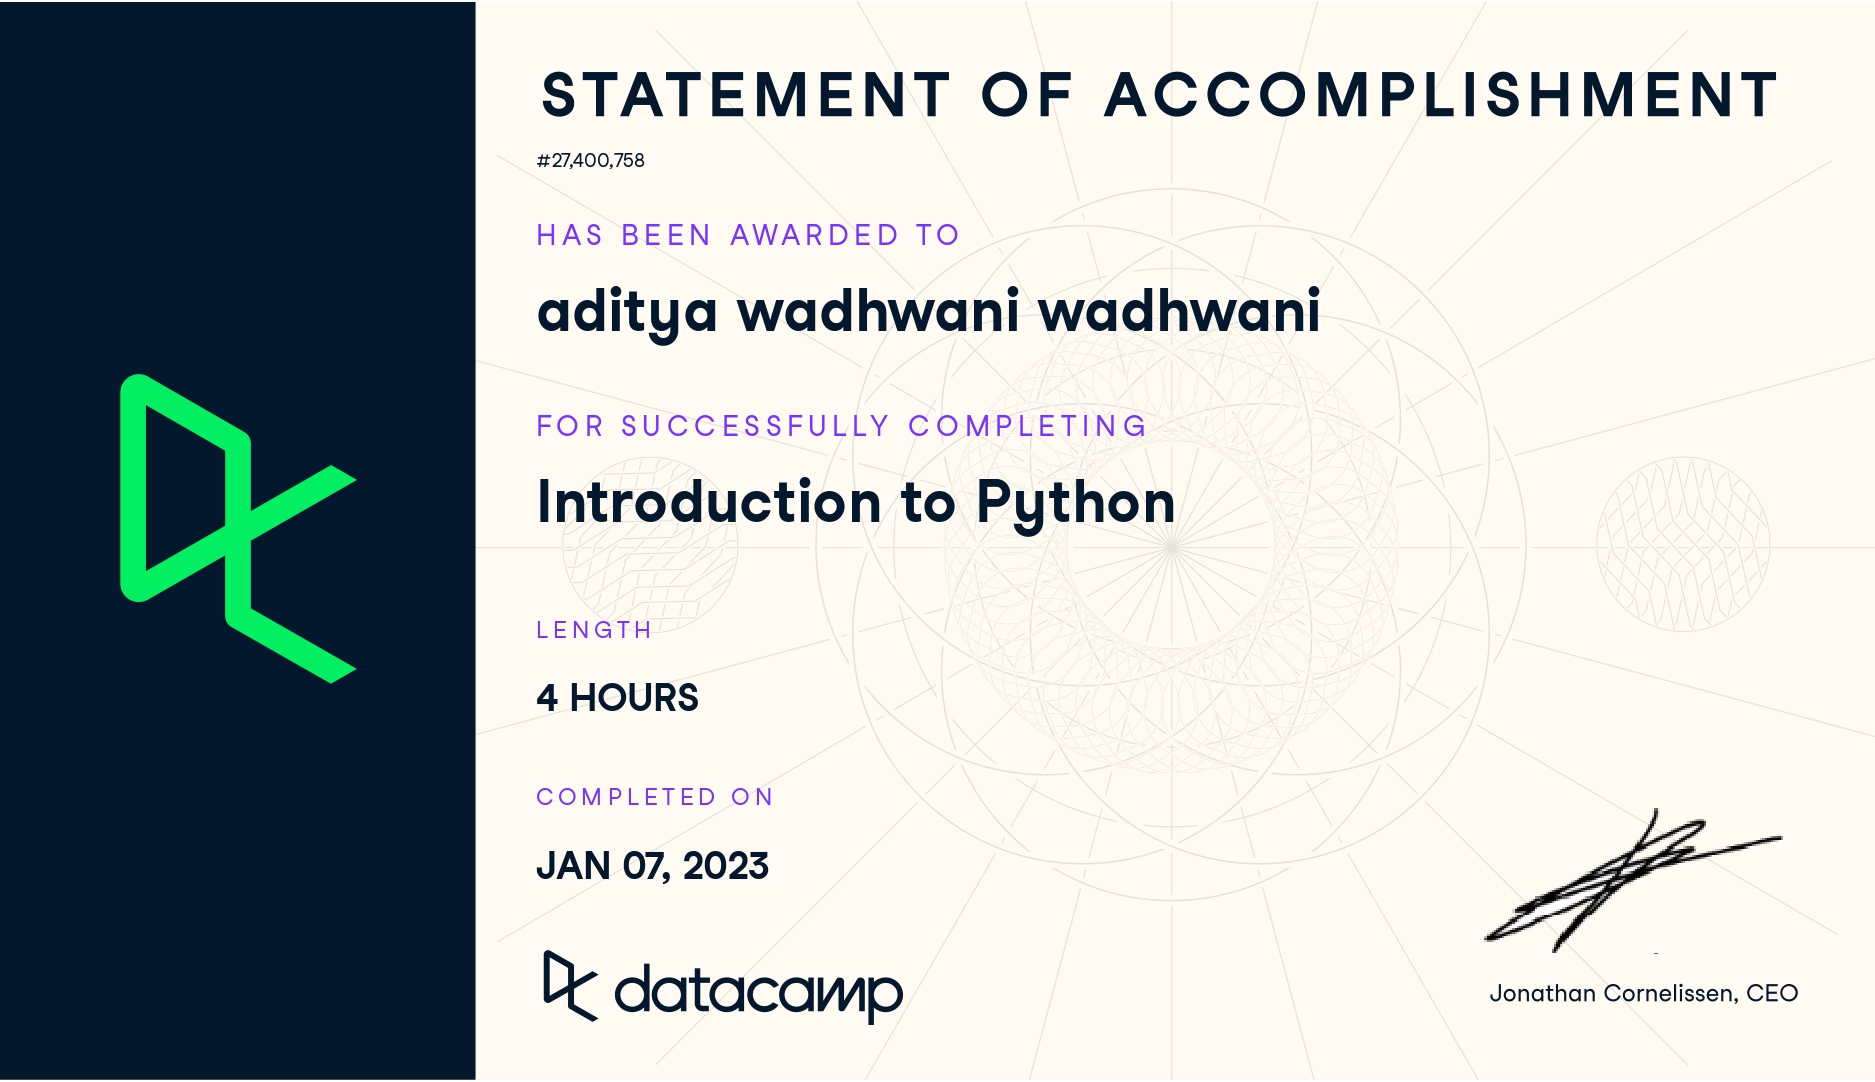 STATEMENT OF ACCOMPLISHMENT
#27,400,758
HAS BEEN AWARDED TO
aditya wadhwani wadhwani
FOR SUCCESSFULLY COMPLETING
Introduction to Python
LENGTH
4 HOURS
COMPLETED ON
JAN 07, 2023
datacamp
Jonathan Cornelissen, CEO